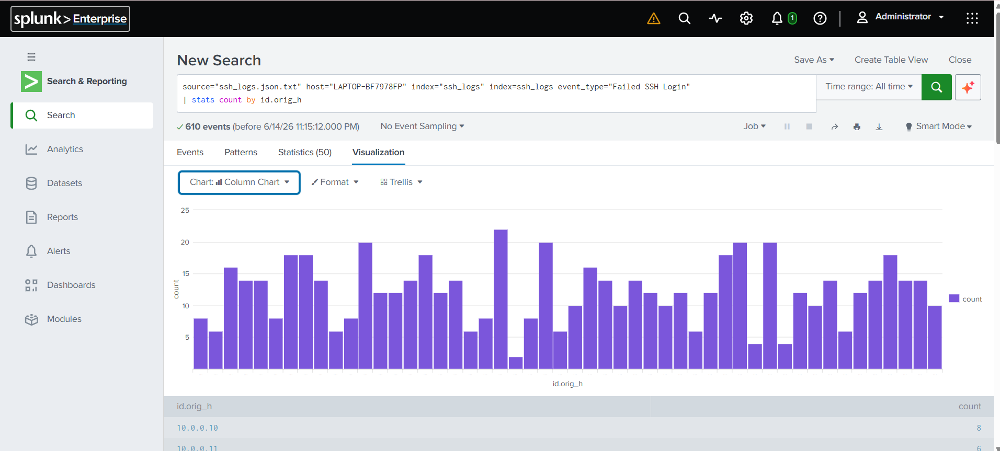 splunk> Enterprise
1
Administrator
Search & Reporting
Search
Analytics
Datasets
Reports
Alerts
Dashboards
Modules
New Search
Save As
Create Table View
Close
source="ssh_logs.json.txt" host="LAPTOP-BF7978FP" index="ssh_logs" index=ssh_logs event_type="Failed SSH Login"
| stats count by id.orig_h
Time range: All time
610 events (before 6/14/26 11:15:12.000 PM)
No Event Sampling
Job
Smart Mode
Events
Patterns
Statistics (50)
Visualization
Chart: Column Chart
Format
Trellis
25
20
15
10
5
count
... ... ... ... ... ... ... ... ... ... ... ... ... ... ... ... ... ... ... ... ... ... ... ... ... ... ... ... ... ... ... ... ... ... ... ... ... ... ... ... ... ... ... ... ... ... ... ... ... ...
id.orig_h
count
id.orig_h count
10.0.0.10 8
10.0.0.11 6